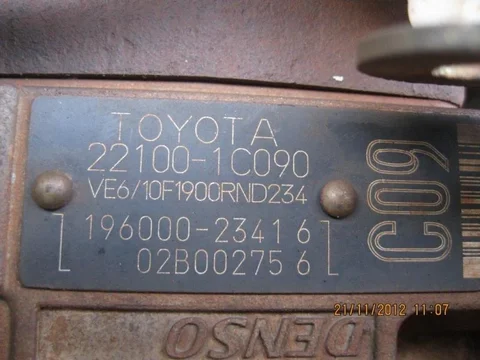 TOYOTA
22100-1C090
VE6/10F1900RND234
196000-2341 6
02B00275 6
C09
21/11/2012 11:07
DENSO